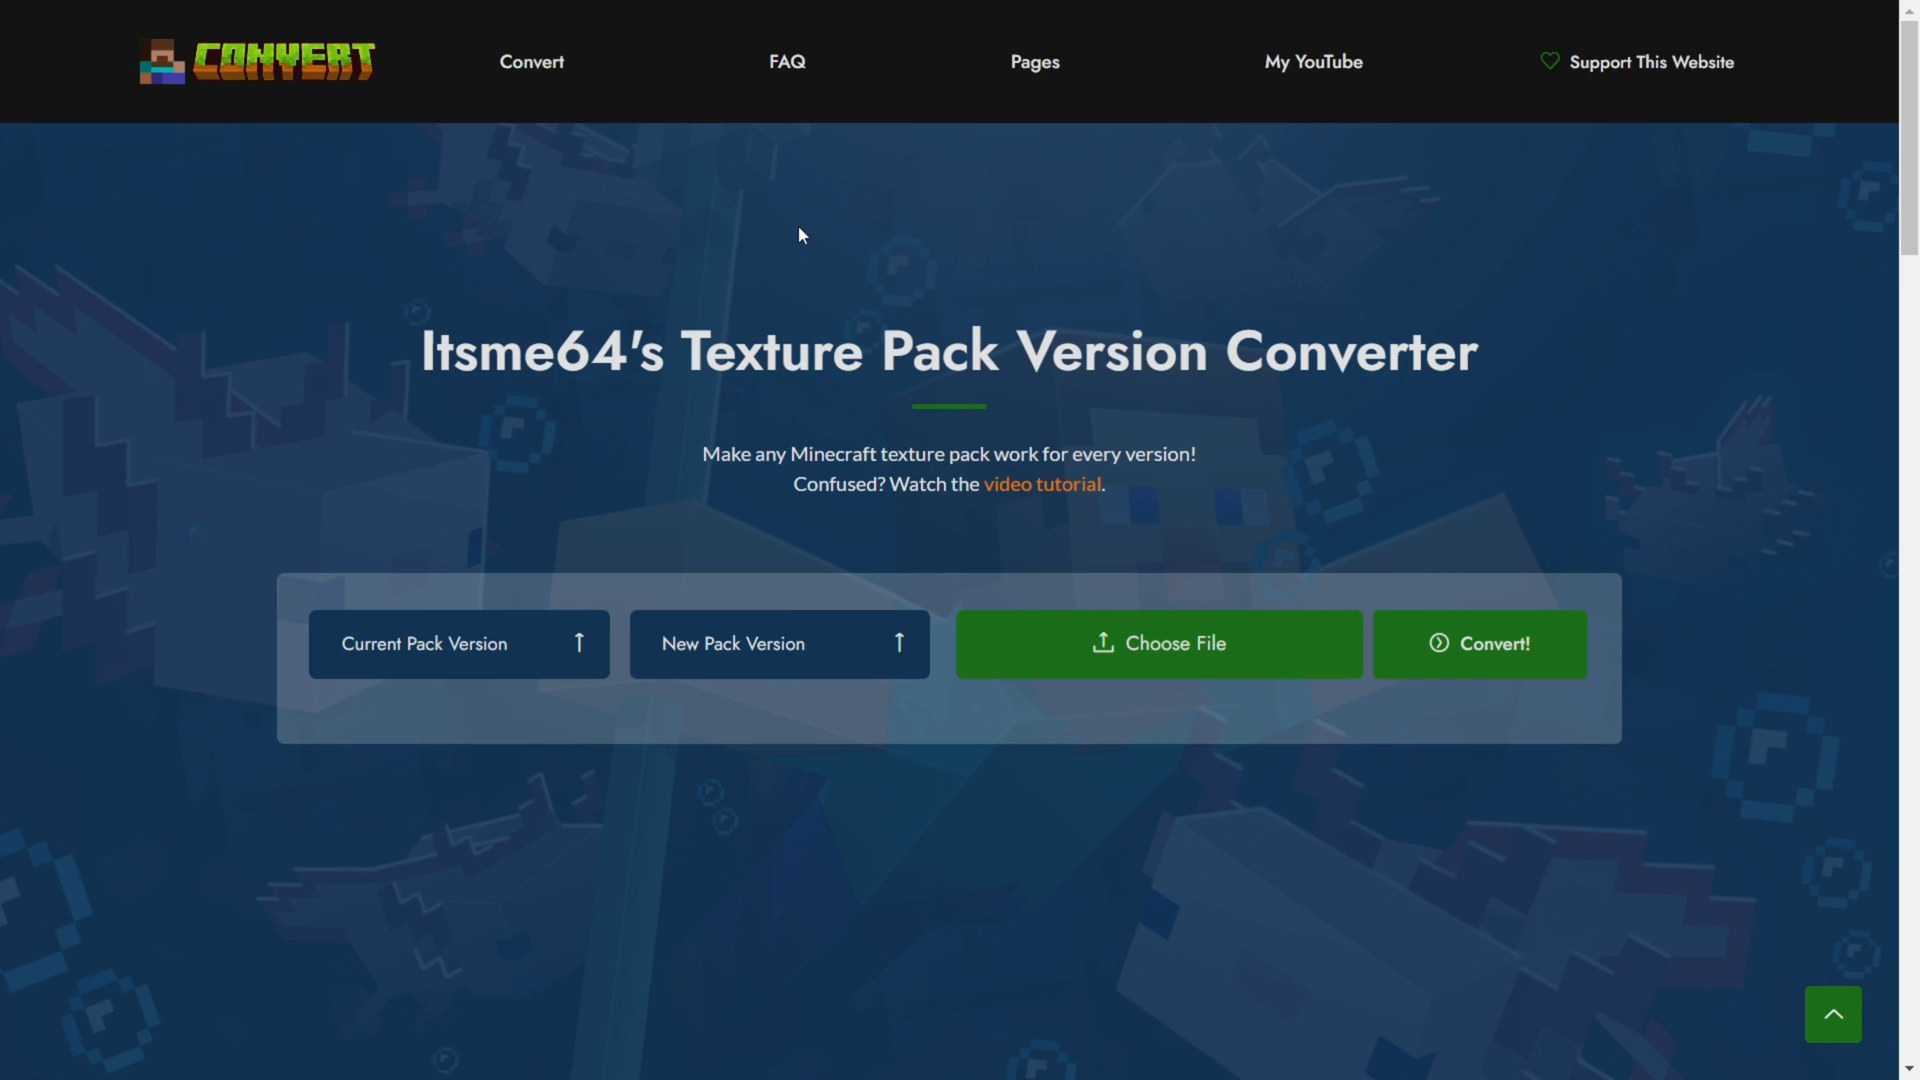 CONVERT
Convert
FAQ
Pages
My YouTube
Support This Website
Itsme64's Texture Pack Version Converter
Make any Minecraft texture pack work for every version!
Confused? Watch the video tutorial.
Current Pack Version
New Pack Version
Choose File
Convert!